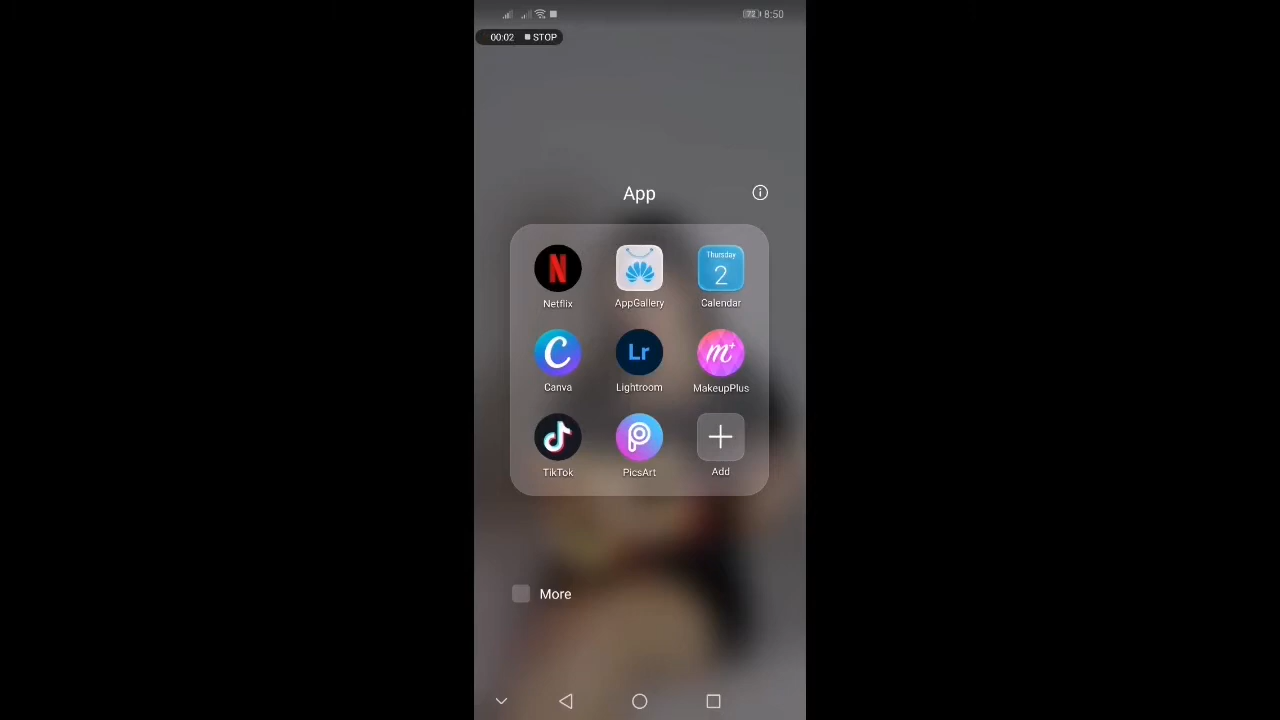 72 8:50
00:02 STOP
App
N
Thursday
2
Netflix AppGallery Calendar
C Lr m+
Canva Lightroom MakeupPlus
P
TikTok PicsArt Add
More